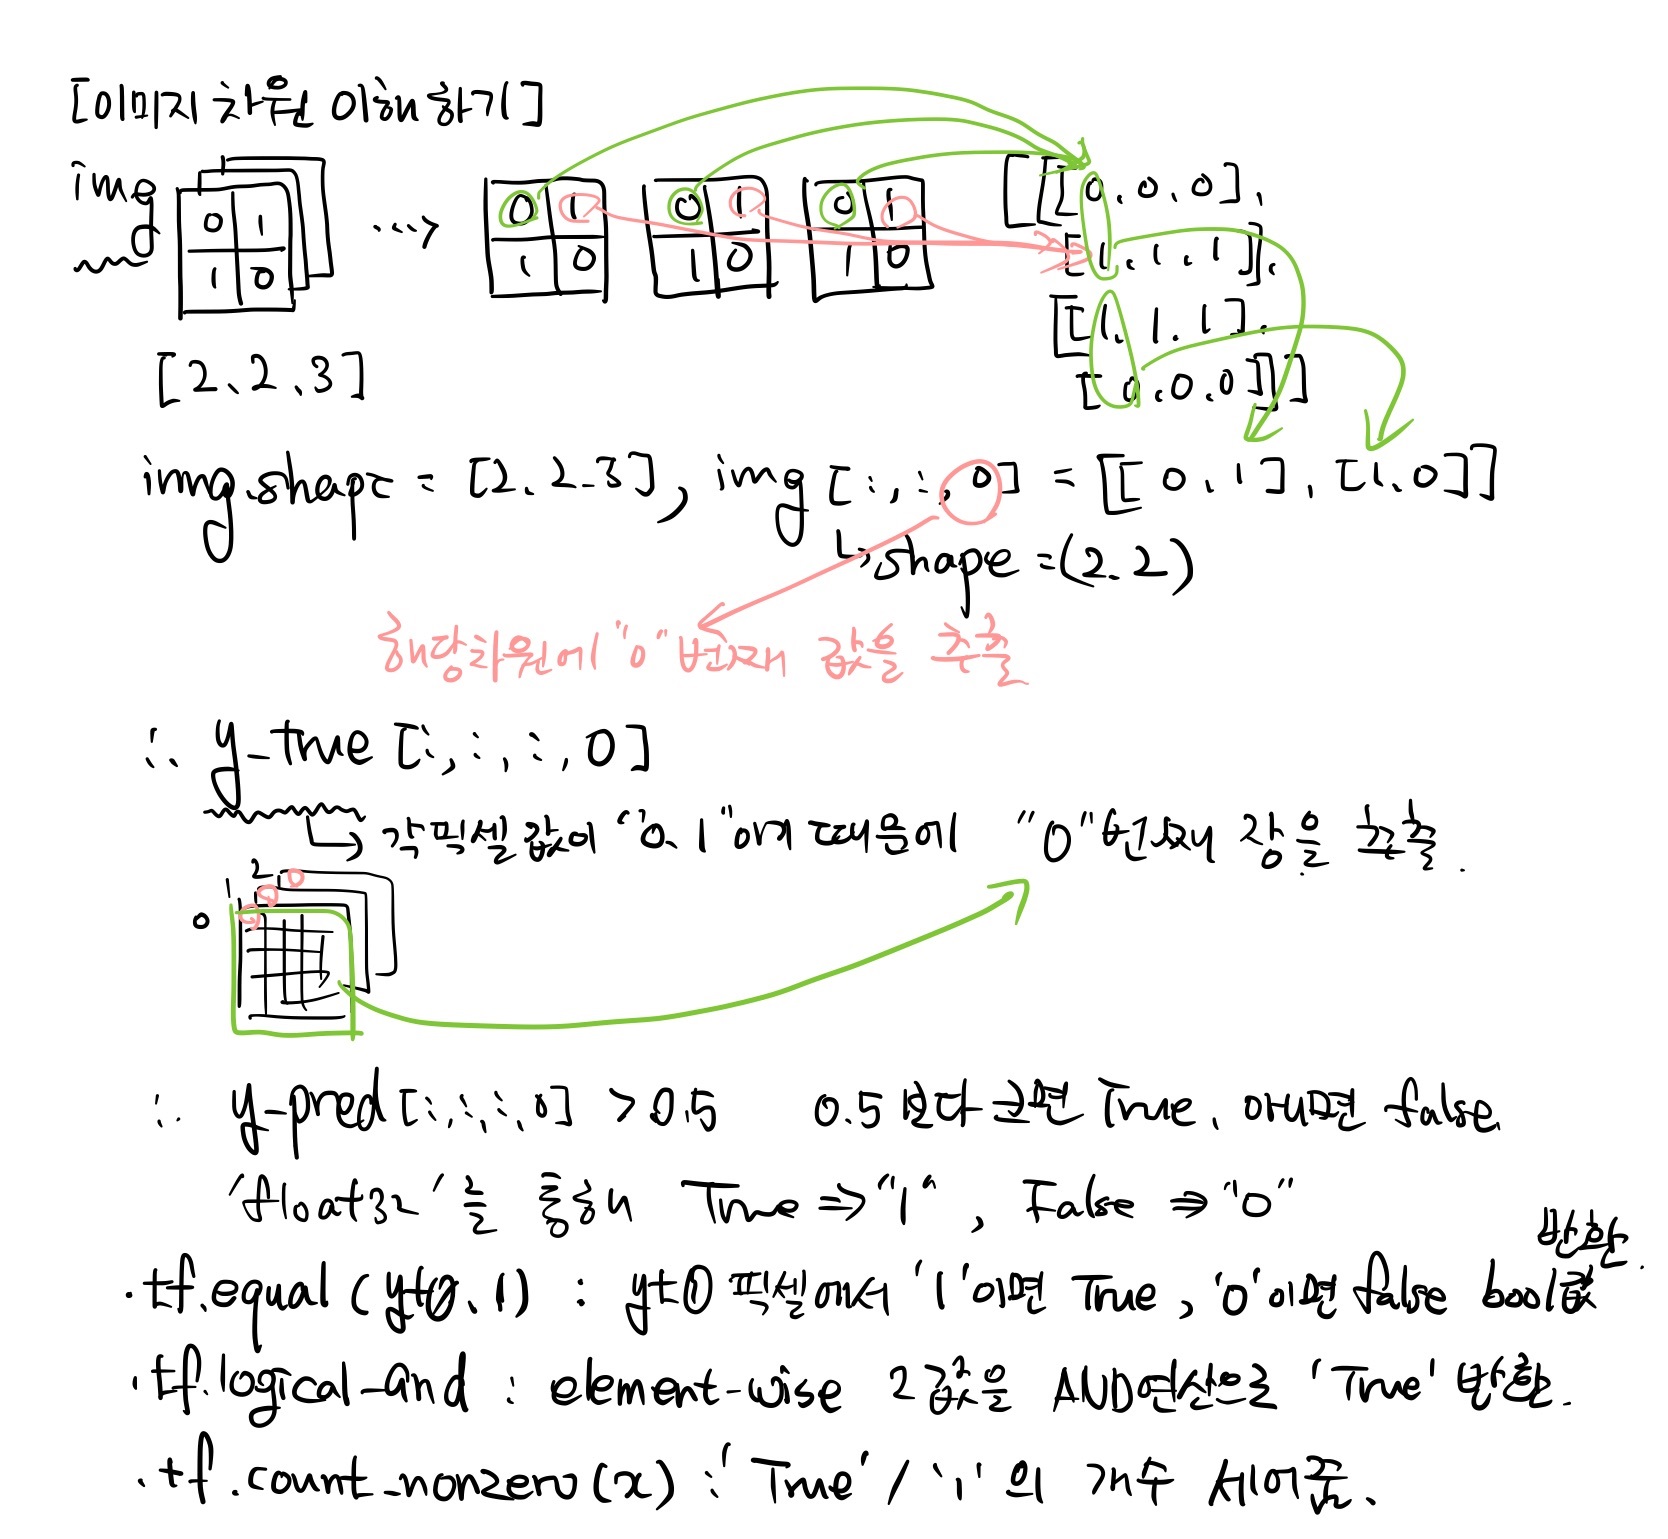 [이미지 차원 이해하기]
img
0 1
1 0
0 1
1 0
0 1
1 0
0 1
1 0
[[[0.0.0],
[1.1.1]],
[[1.1.1],
[0.0.0]]]
[2.2.3]
img.shape = [2.2.3], img [:,:,0] = [[0.1], [1.0]]
↳ shape = (2.2)
해당차원에 "0"번째 값을 추출
∴ y_true [:,:,:,0]
↳ 각픽셀값이 "0.1"이기 때문에 "0"번째 장을 추출.
0 1 2
∴ y-pred[:,:,:,0] > 0.5 0.5보다 크면 True, 아니면 false.
'float32'를 통해 True ⇒ "1", False ⇒ "0"
·tf.equal (yt0.1) : yt0 픽셀에서 '1'이면 True, '0'이면 false bool값 반환.
·tf.logical_and : element-wise 2값을 AND연산으로 'True' 반환.
·tf.count_nonzero(x) : 'True' / '1'의 개수 세어줌.